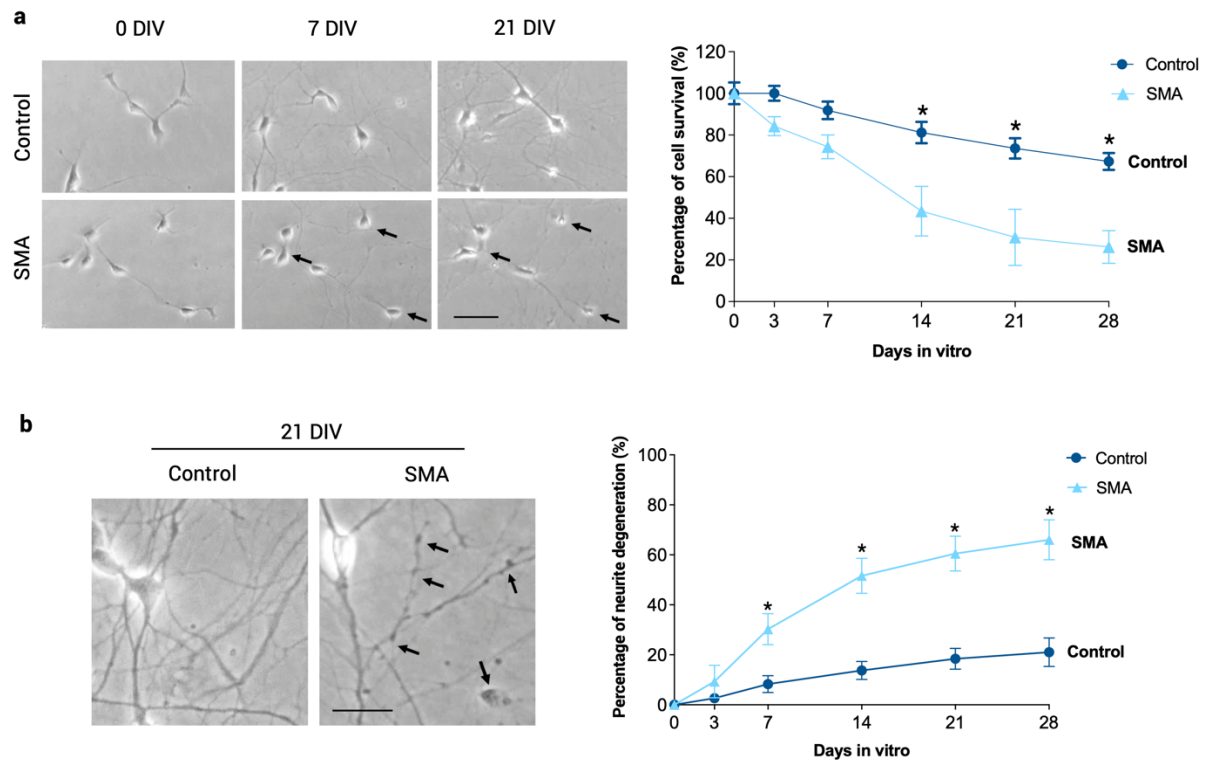 a
0 DIV
7 DIV
21 DIV
Control
SMA
Percentage of cell survival (%)
120
100
80
60
40
20
0
*
*
*
Control
SMA
Control
SMA
0 3 7 14 21 28
Days in vitro
b
21 DIV
Control
SMA
Percentage of neurite degeneration (%)
100
80
60
40
20
0
*
*
*
*
Control
SMA
SMA
Control
0 3 7 14 21 28
Days in vitro